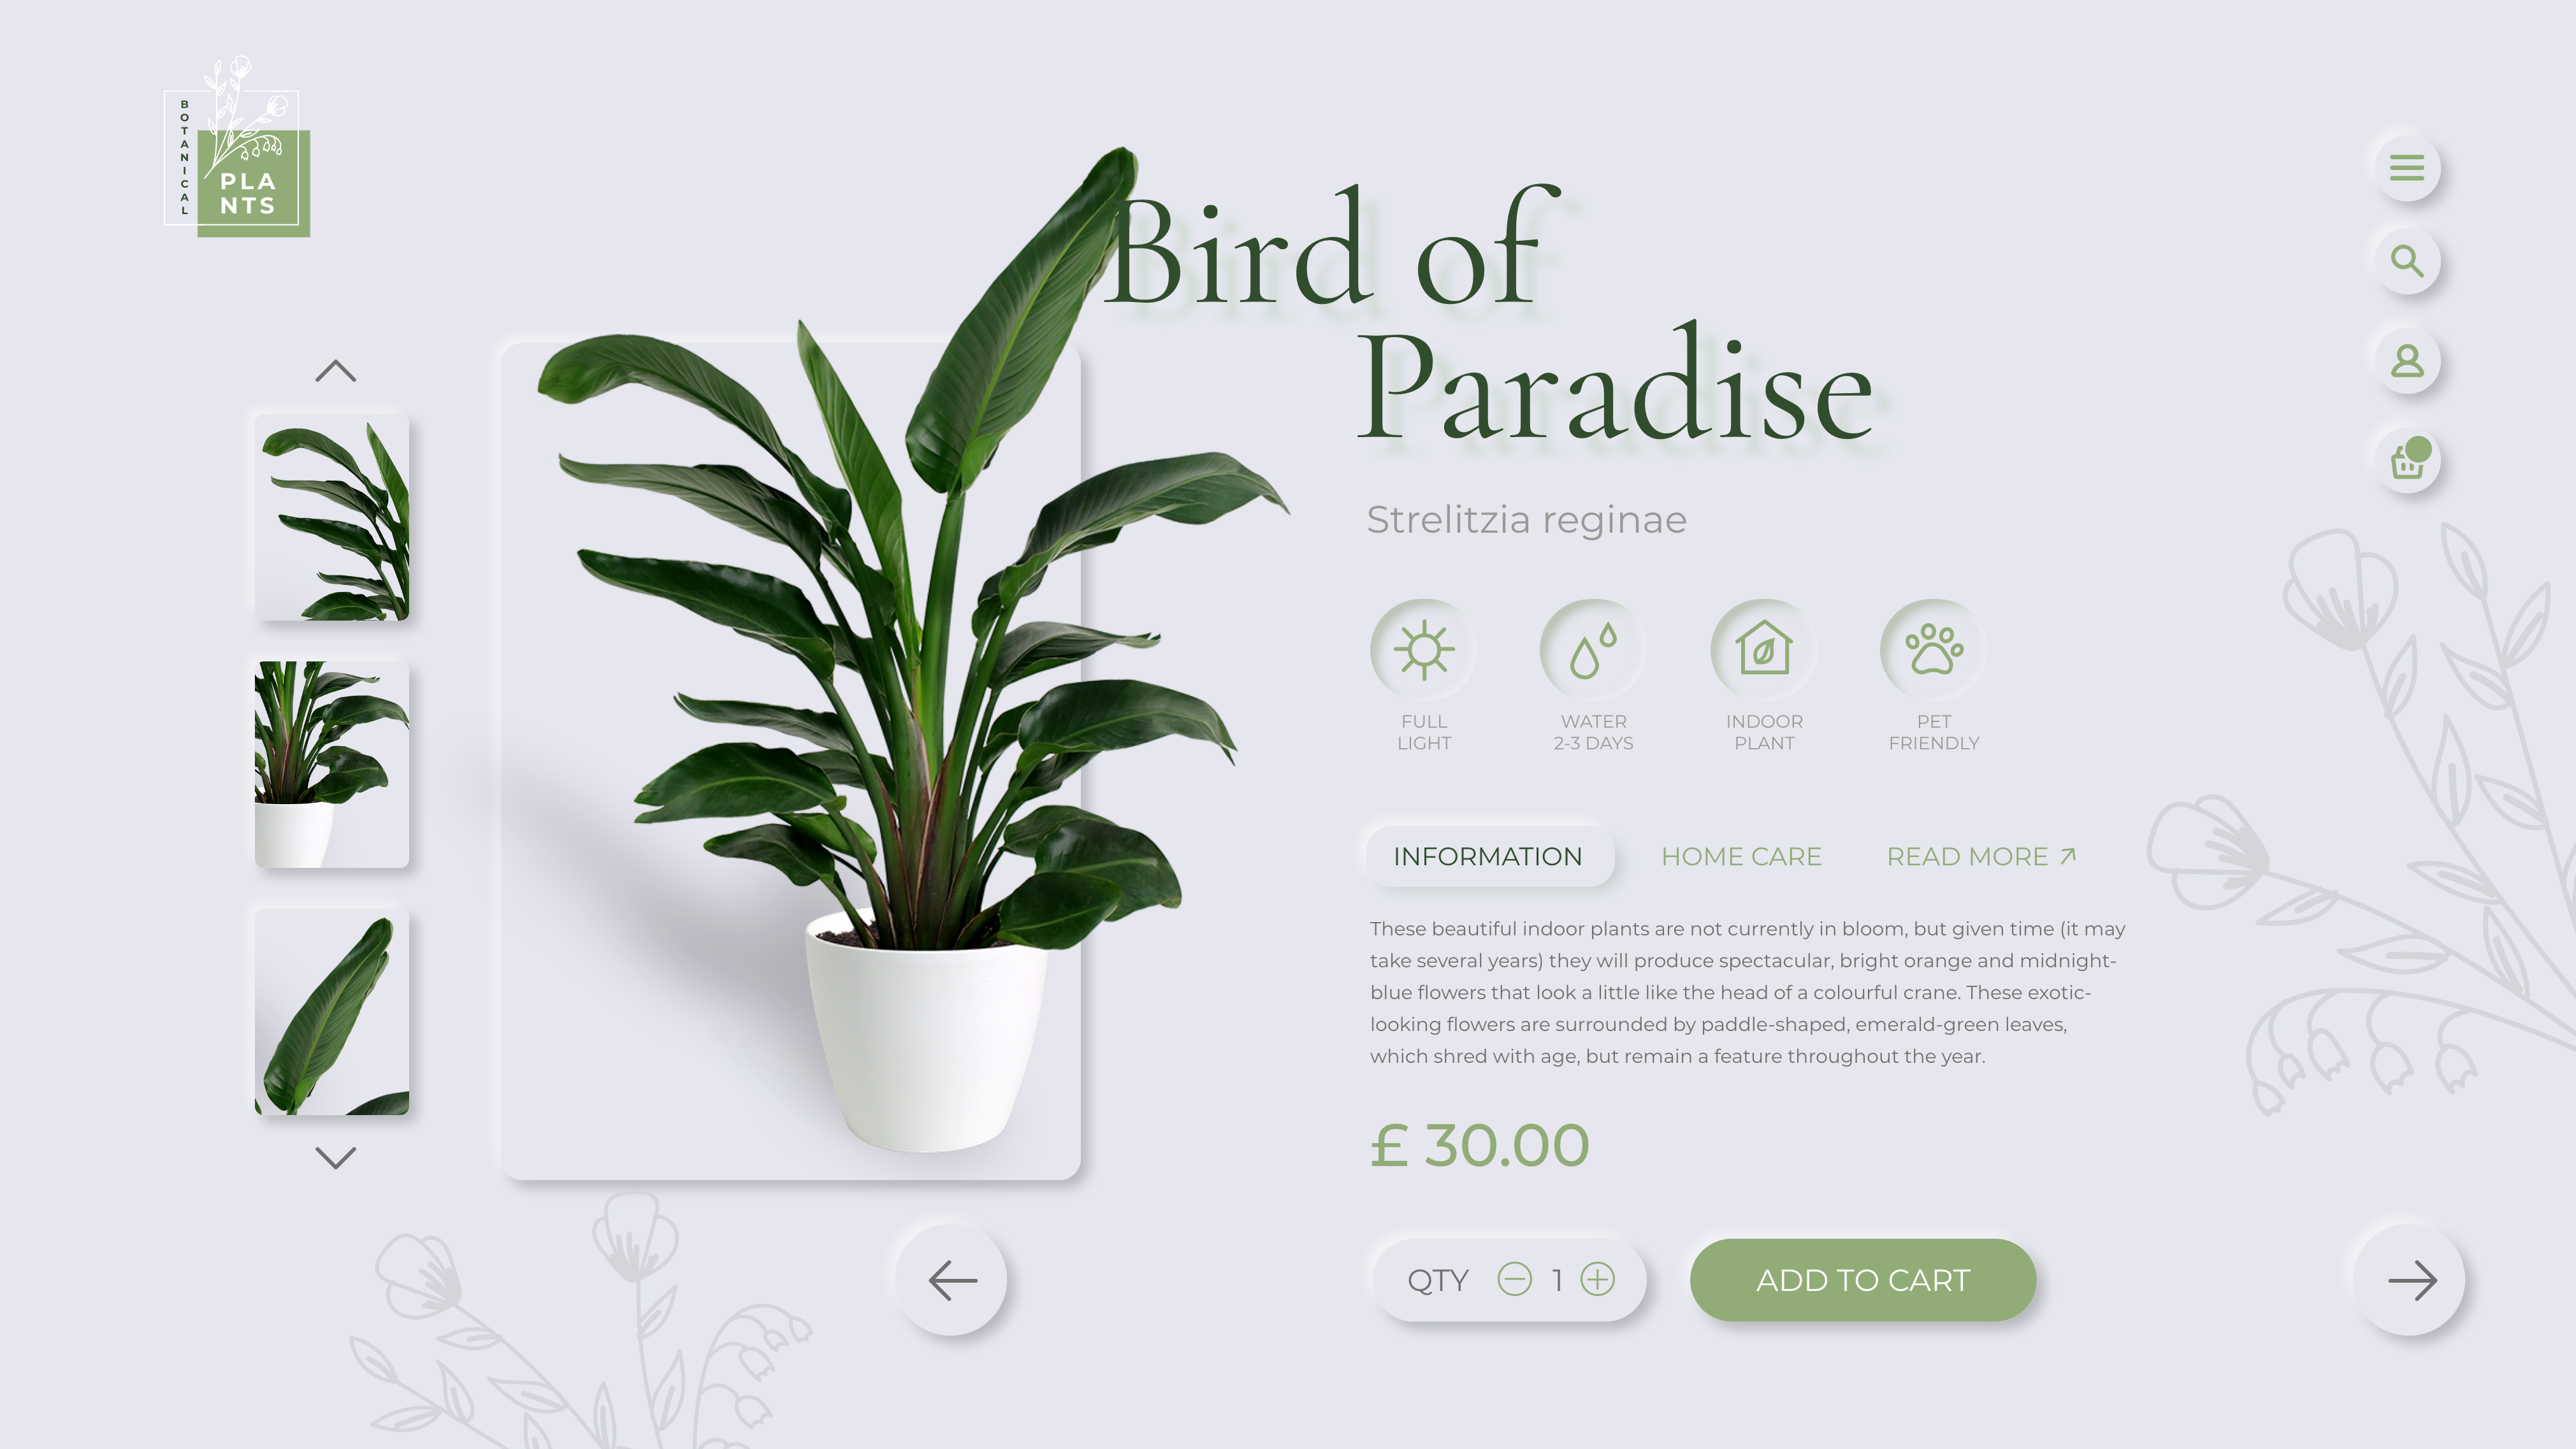 BOTANICAL
PLA
NTS
Bird of
Paradise
Strelitzia reginae
FULL
LIGHT
WATER
2-3 DAYS
INDOOR
PLANT
PET
FRIENDLY
INFORMATION
HOME CARE
READ MORE
These beautiful indoor plants are not currently in bloom, but given time (it may
take several years) they will produce spectacular, bright orange and midnight-
blue flowers that look a little like the head of a colourful crane. These exotic-
looking flowers are surrounded by paddle-shaped, emerald-green leaves,
which shred with age, but remain a feature throughout the year.
£ 30.00
QTY 1
ADD TO CART